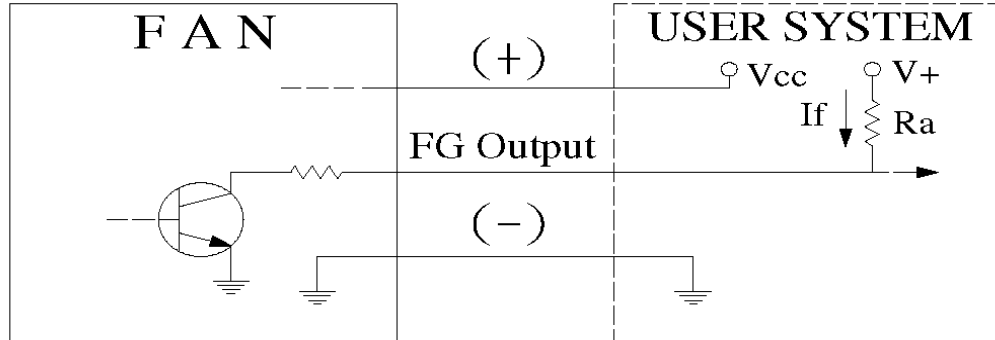 F A N
USER SYSTEM
(+)
Vcc
V+
If
Ra
FG Output
(-)